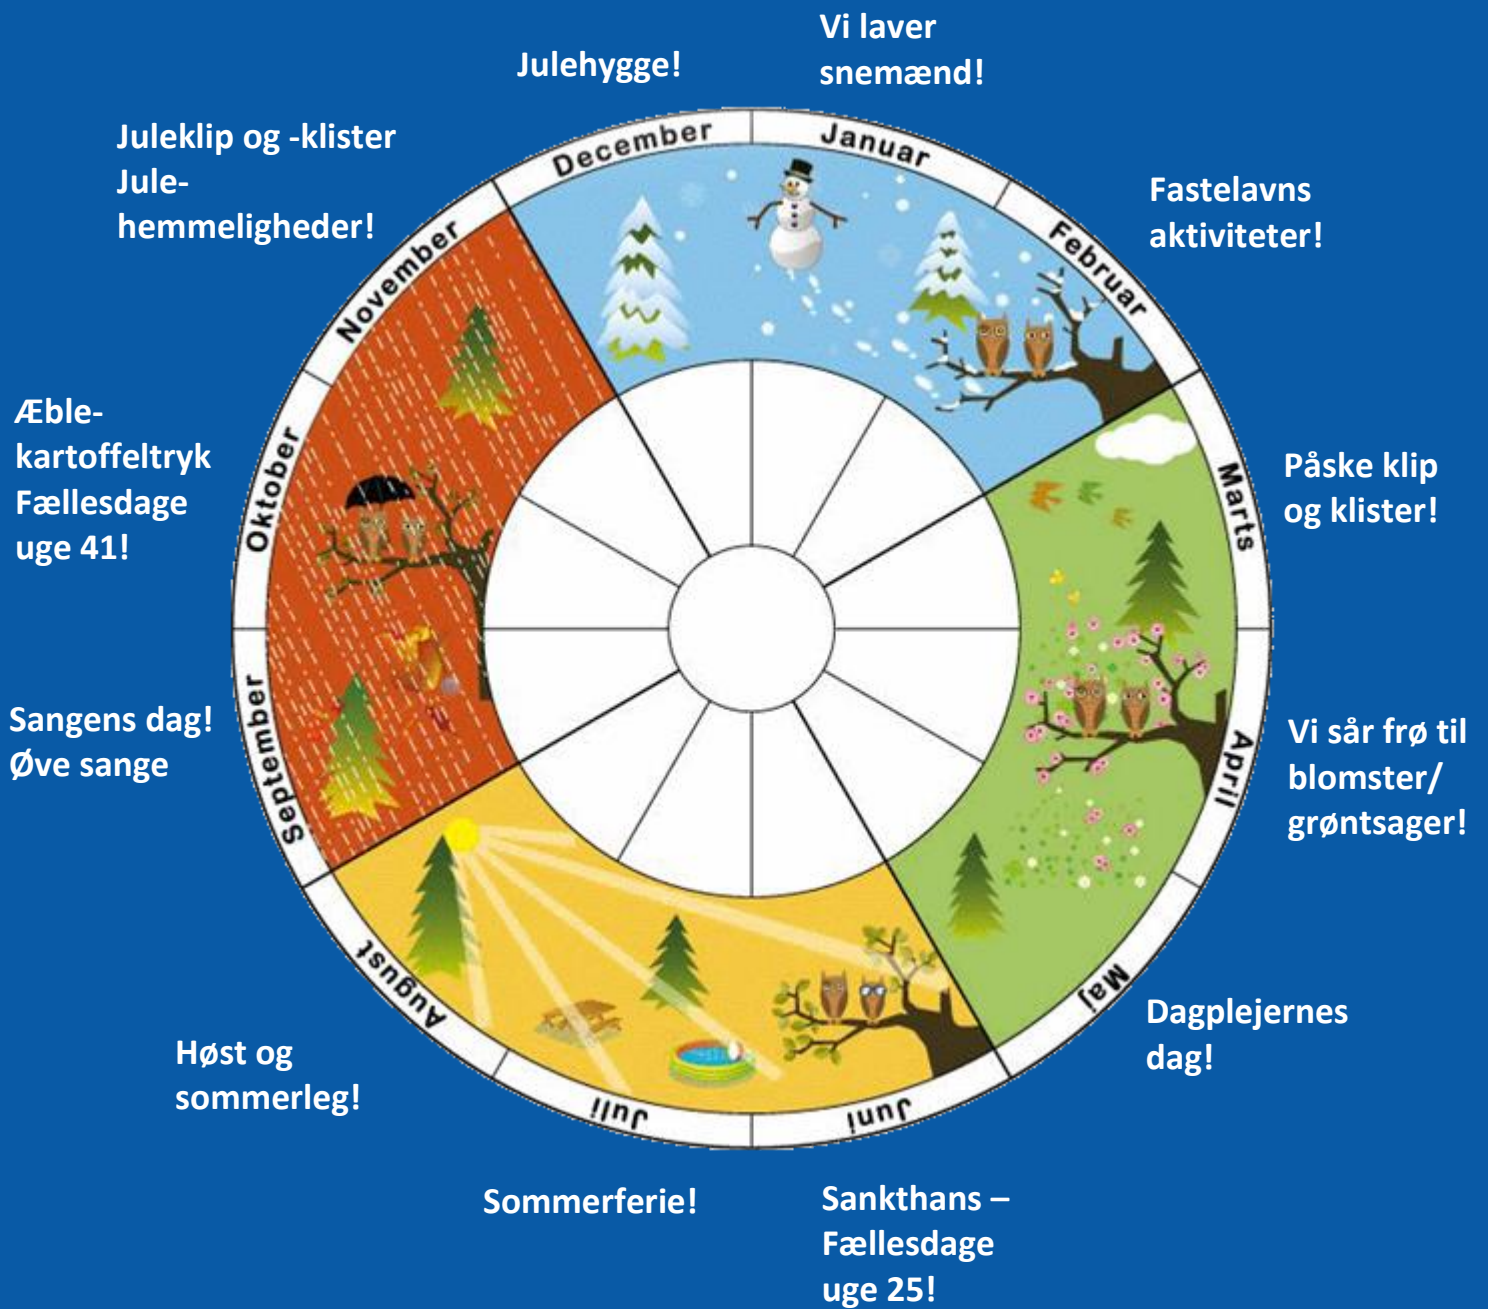 Julehygge!
Vi laver
snemænd!
Juleklip og -klister
Jule-
hemmeligheder!
Fastelavns
aktiviteter!
Æble-
kartoffeltryk
Fællesdage
uge 41!
Påske klip
og klister!
Sangens dag!
Øve sange
Vi sår frø til
blomster/
grøntsager!
Dagplejernes
dag!
Høst og
sommerleg!
Sommerferie!
Sankthans –
Fællesdage
uge 25!
Januar
Februar
Marts
April
Maj
Juni
Juli
August
September
Oktober
November
December